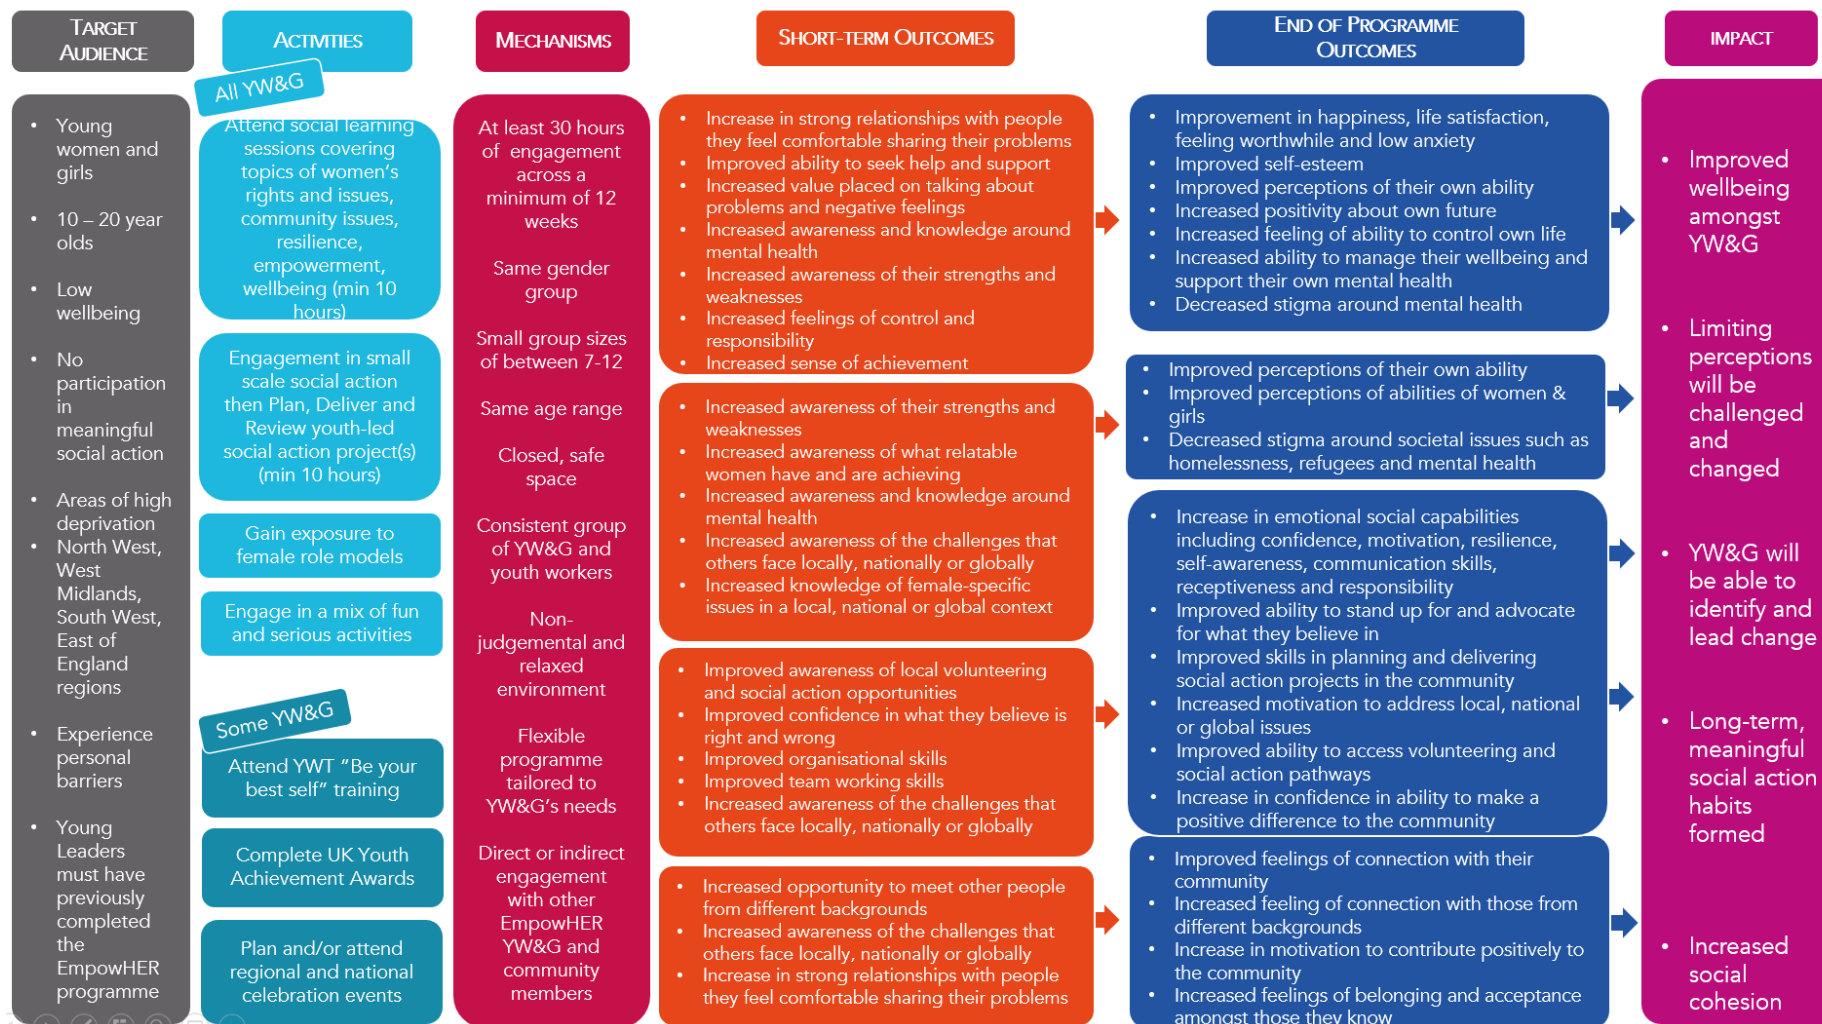 TARGET
AUDIENCE
ACTIVITIES
MECHANISMS
SHORT-TERM OUTCOMES
END OF PROGRAMME
OUTCOMES
IMPACT
• Young
women and
girls
• 10 – 20 year
olds
• Low
wellbeing
• No
participation
in
meaningful
social action
• Areas of high
deprivation
• North West,
West
Midlands,
South West,
East of
England
regions
• Experience
personal
barriers
• Young
Leaders
must have
previously
completed
the
EmpowHER
programme
All YW&G
Attend social learning
sessions covering
topics of women's
rights and issues,
community issues,
resilience,
empowerment,
wellbeing (min 10
hours)
Engagement in small
scale social action
then Plan, Deliver and
Review youth-led
social action project(s)
(min 10 hours)
Gain exposure to
female role models
Engage in a mix of fun
and serious activities
Some YW&G
Attend YWT “Be your
best self” training
Complete UK Youth
Achievement Awards
Plan and/or attend
regional and national
celebration events
At least 30 hours
of engagement
across a
minimum of 12
weeks
Same gender
group
Small group sizes
of between 7-12
Same age range
Closed, safe
space
Consistent group
of YW&G and
youth workers
Non-
judgemental and
relaxed
environment
Flexible
programme
tailored to
YW&G's needs
Direct or indirect
engagement
with other
EmpowHER
YW&G and
community
members
• Increase in strong relationships with people
they feel comfortable sharing their problems
• Improved ability to seek help and support
• Increased value placed on talking about
problems and negative feelings
• Increased awareness and knowledge around
mental health
• Increased awareness of their strengths and
weaknesses
• Increased feelings of control and
responsibility
• Increased sense of achievement
• Increased awareness of their strengths and
weaknesses
• Increased awareness of what relatable
women have and are achieving
• Increased awareness and knowledge around
mental health
• Increased awareness of the challenges that
others face locally, nationally or globally
• Increased knowledge of female-specific
issues in a local, national or global context
• Improved awareness of local volunteering
and social action opportunities
• Improved confidence in what they believe is
right and wrong
• Improved organisational skills
• Improved team working skills
• Increased awareness of the challenges that
others face locally, nationally or globally
• Increased opportunity to meet other people
from different backgrounds
• Increased awareness of the challenges that
others face locally, nationally or globally
• Increase in strong relationships with people
they feel comfortable sharing their problems
• Improvement in happiness, life satisfaction,
feeling worthwhile and low anxiety
• Improved self-esteem
• Improved perceptions of their own ability
• Increased positivity about own future
• Increased feeling of ability to control own life
• Increased ability to manage their wellbeing and
support their own mental health
• Decreased stigma around mental health
• Improved perceptions of their own ability
• Improved perceptions of abilities of women &
girls
• Decreased stigma around societal issues such as
homelessness, refugees and mental health
• Increase in emotional social capabilities
including confidence, motivation, resilience,
self-awareness, communication skills,
receptiveness and responsibility
• Improved ability to stand up for and advocate
for what they believe in
• Improved skills in planning and delivering
social action projects in the community
• Increased motivation to address local, national
or global issues
• Improved ability to access volunteering and
social action pathways
• Increase in confidence in ability to make a
positive difference to the community
• Improved feelings of connection with their
community
• Increased feeling of connection with those from
different backgrounds
• Increase in motivation to contribute positively to
the community
• Increased feelings of belonging and acceptance
amongst those they know
• Improved
wellbeing
amongst
YW&G
• Limiting
perceptions
will be
challenged
and
changed
• YW&G will
be able to
identify and
lead change
• Long-term,
meaningful
social action
habits
formed
• Increased
social
cohesion